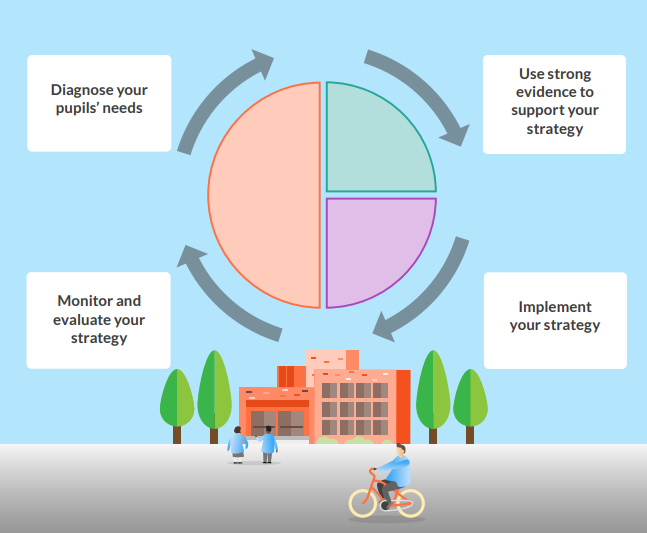 Diagnose your
pupils’ needs
Use strong
evidence to
support your
strategy
Monitor and
evaluate your
strategy
Implement
your strategy